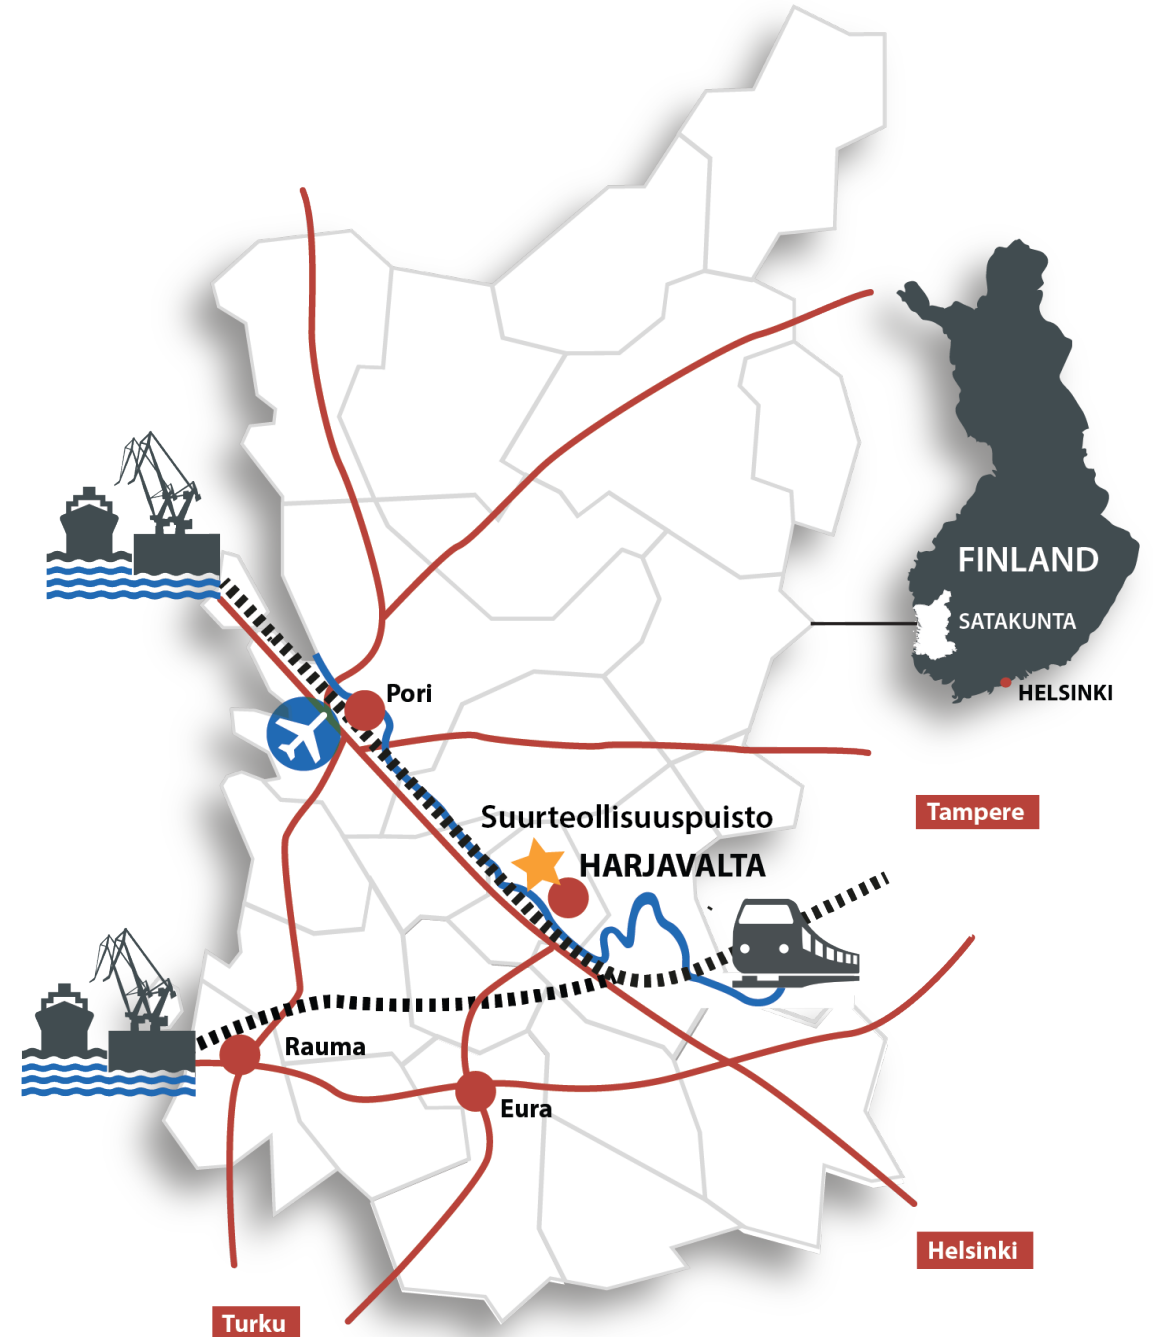 FINLAND
SATAKUNTA
HELSINKI
Pori
Tampere
Suurteollisuuspuisto
HARJAVALTA
Rauma
Eura
Helsinki
Turku